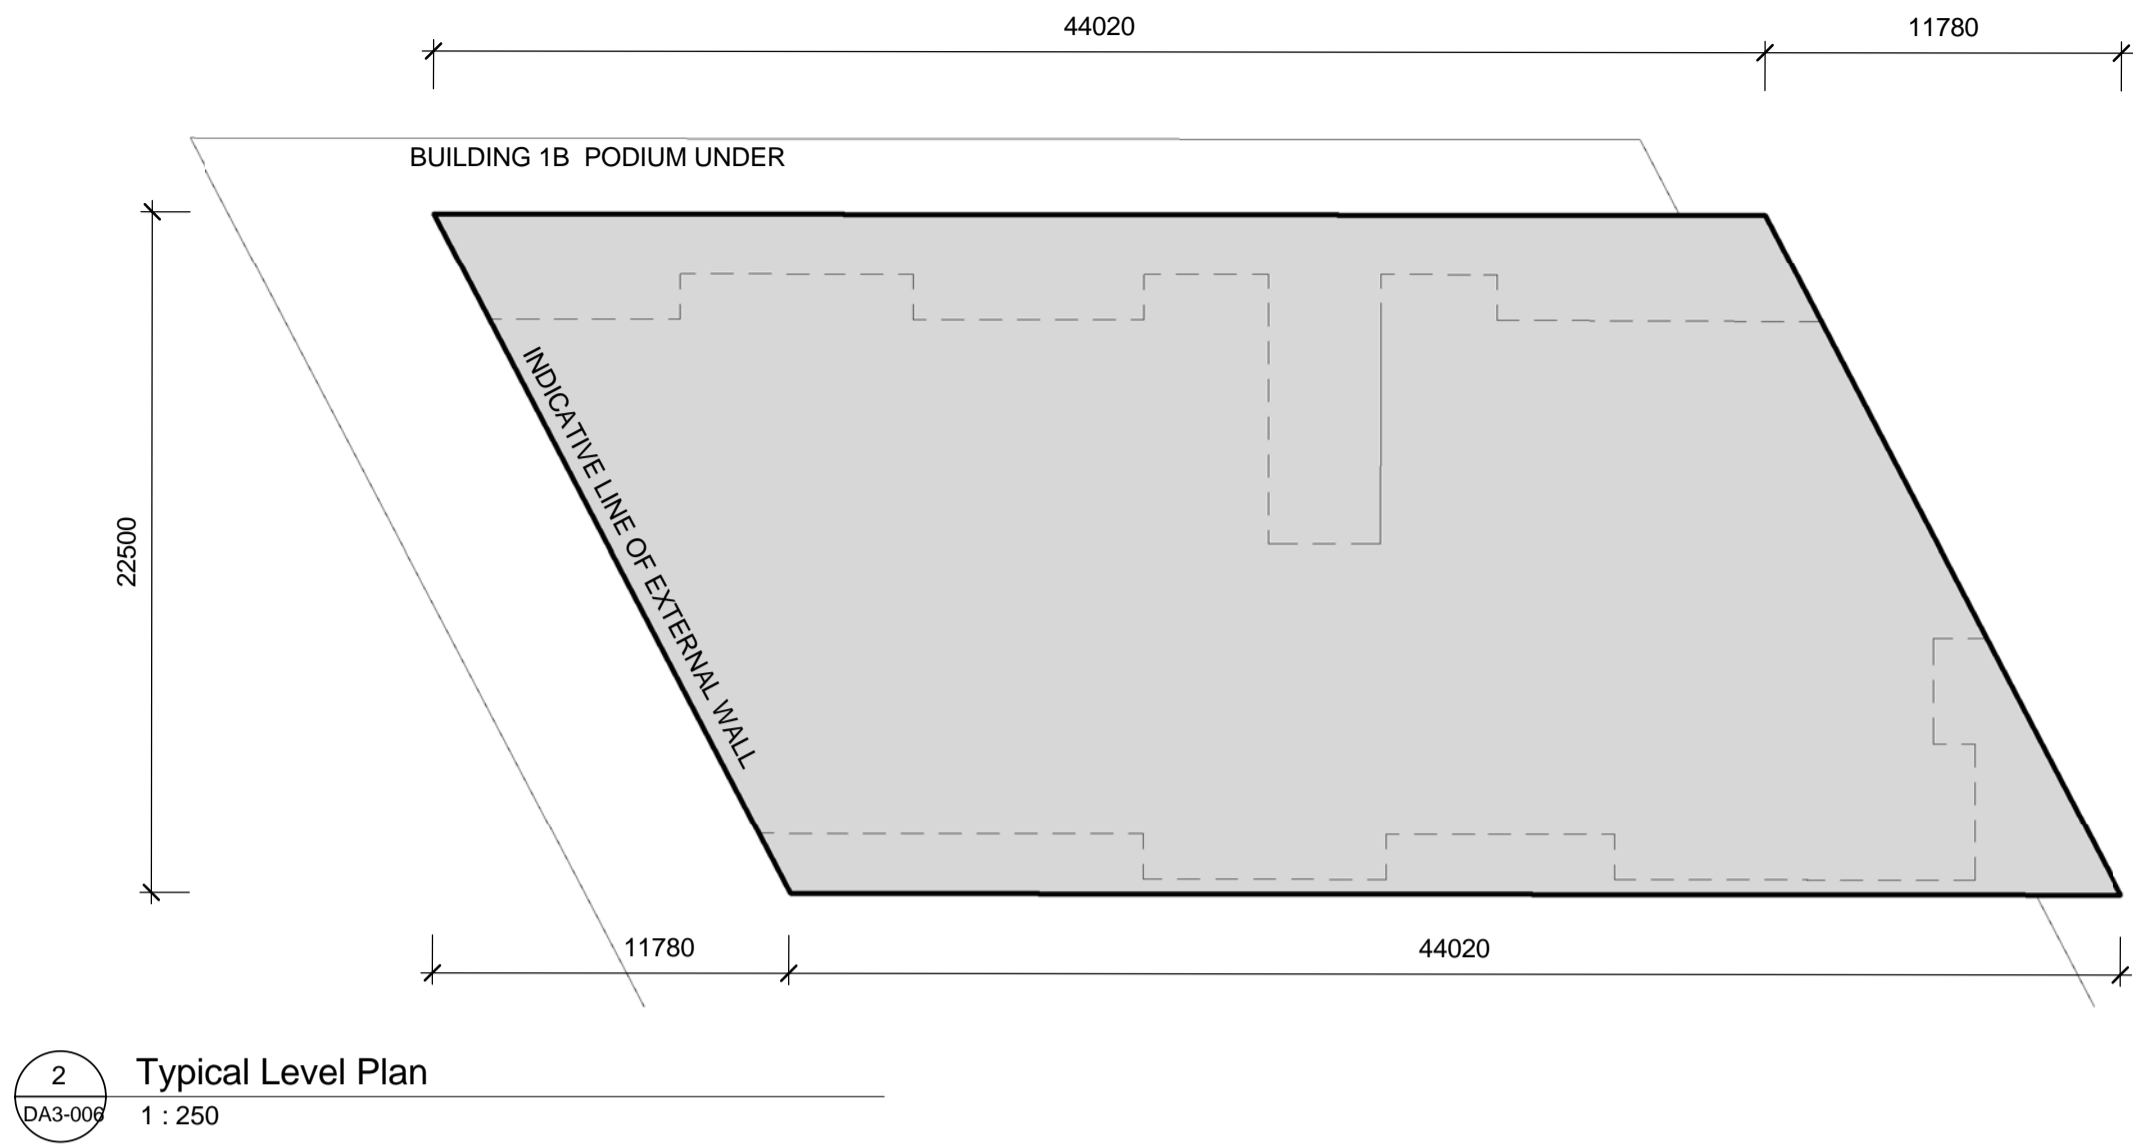 44020
11780
BUILDING 1B PODIUM UNDER
INDICATIVE LINE OF EXTERNAL WALL
22500
11780
44020
2
Typical Level Plan
DA3-006
1 : 250